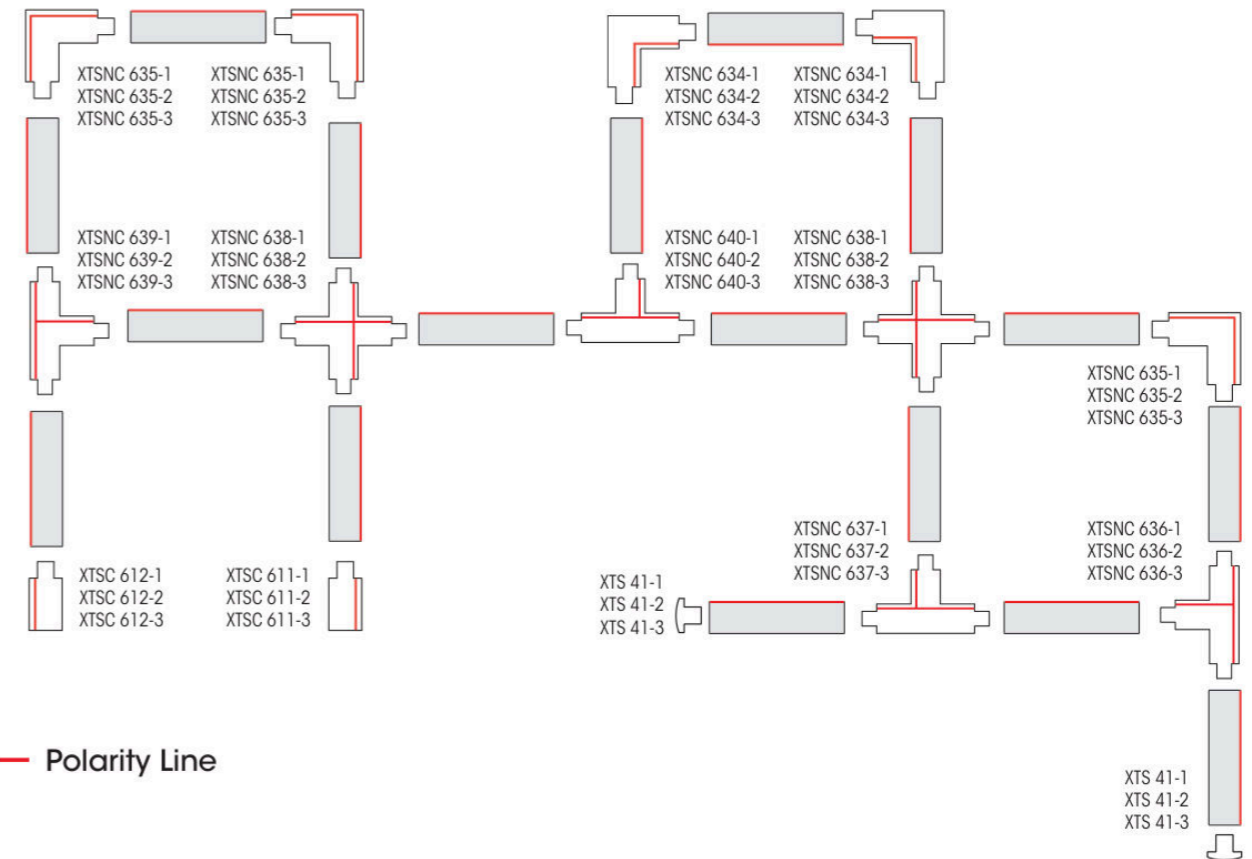 XTSNC 635-1
XTSNC 635-2
XTSNC 635-3
XTSNC 635-1
XTSNC 635-2
XTSNC 635-3
XTSNC 634-1
XTSNC 634-2
XTSNC 634-3
XTSNC 634-1
XTSNC 634-2
XTSNC 634-3
XTSNC 639-1
XTSNC 639-2
XTSNC 639-3
XTSNC 638-1
XTSNC 638-2
XTSNC 638-3
XTSNC 640-1
XTSNC 640-2
XTSNC 640-3
XTSNC 638-1
XTSNC 638-2
XTSNC 638-3
XTSNC 635-1
XTSNC 635-2
XTSNC 635-3
XTSC 612-1
XTSC 612-2
XTSC 612-3
XTSC 611-1
XTSC 611-2
XTSC 611-3
XTS 41-1
XTS 41-2
XTS 41-3
XTSNC 637-1
XTSNC 637-2
XTSNC 637-3
XTSNC 636-1
XTSNC 636-2
XTSNC 636-3
Polarity Line
XTS 41-1
XTS 41-2
XTS 41-3